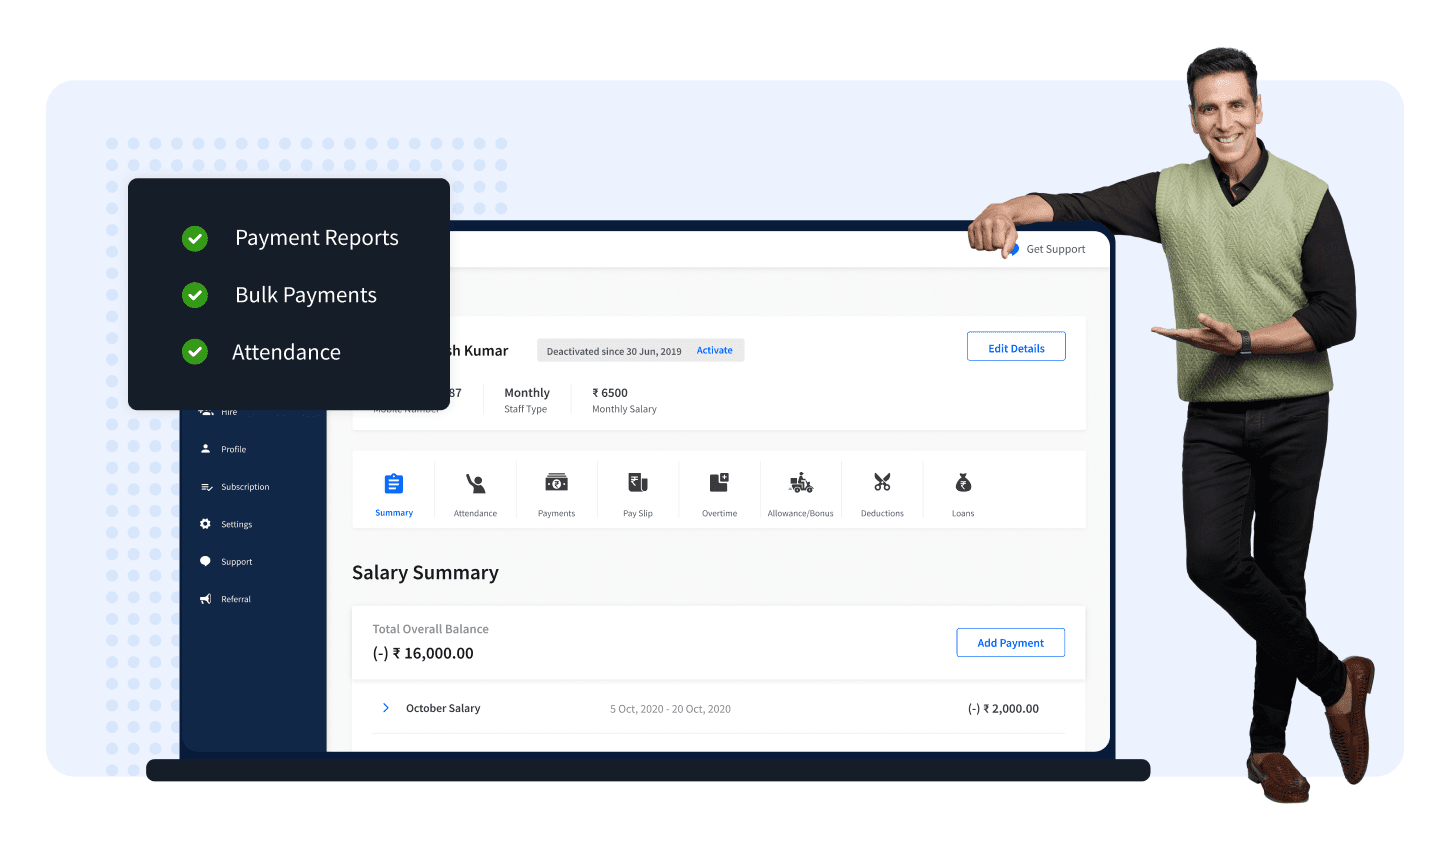 Payment Reports
Bulk Payments
Attendance
Get Support
sh Kumar
Deactivated since 30 Jun, 2019
Activate
Edit Details
87
Mobile Number
Monthly
Staff Type
₹ 6500
Monthly Salary
Hire
Profile
Subscription
Settings
Support
Referral
Summary
Attendance
Payments
Pay Slip
Overtime
Allowance/Bonus
Deductions
Loans
Salary Summary
Total Overall Balance
(-) ₹ 16,000.00
Add Payment
October Salary
5 Oct, 2020 - 20 Oct, 2020
(-) ₹ 2,000.00